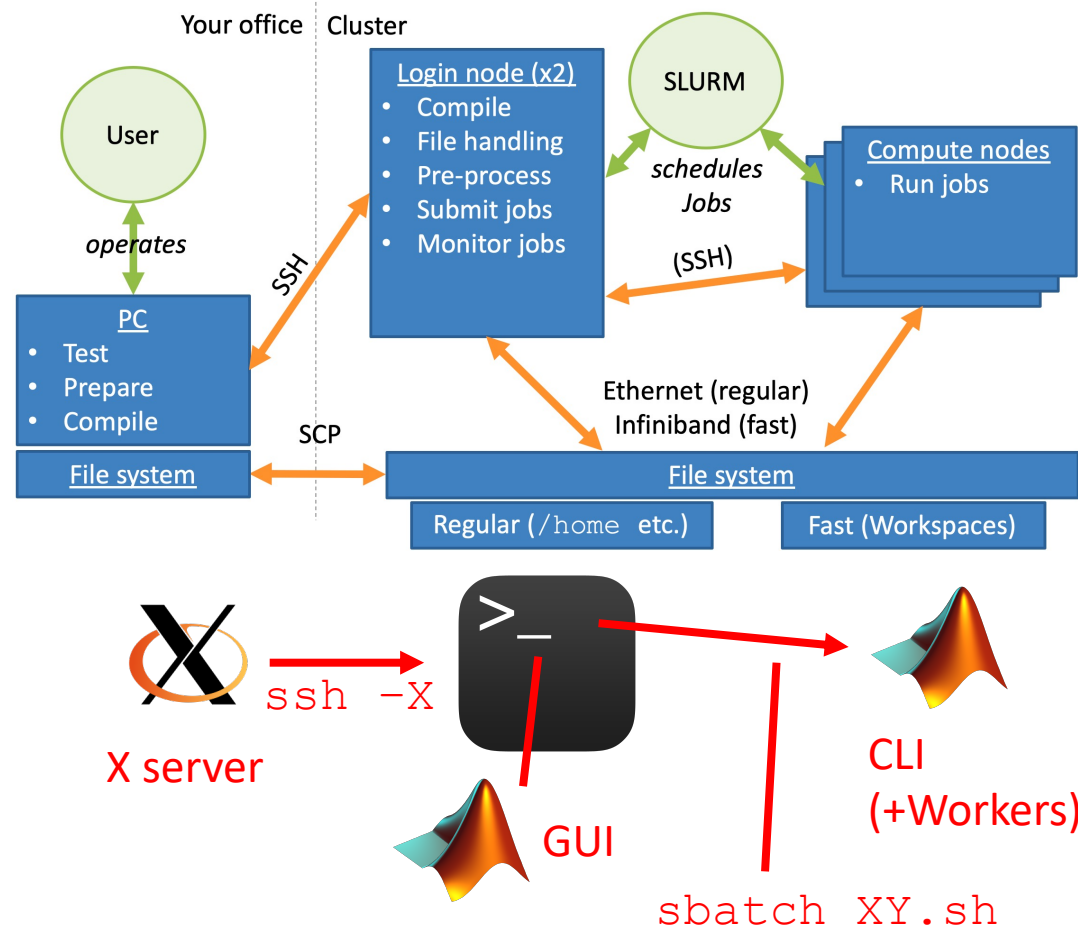 Your office
Cluster
User
operates
PC
• Test
• Prepare
• Compile
File system
SSH
SCP
Login node (x2)
• Compile
• File handling
• Pre-process
• Submit jobs
• Monitor jobs
SLURM
schedules
Jobs
(SSH)
Compute nodes
• Run jobs
Ethernet (regular)
Infiniband (fast)
File system
Regular (/home etc.)
Fast (Workspaces)
X server
ssh -X
>_
GUI
CLI
(+Workers)
sbatch XY.sh